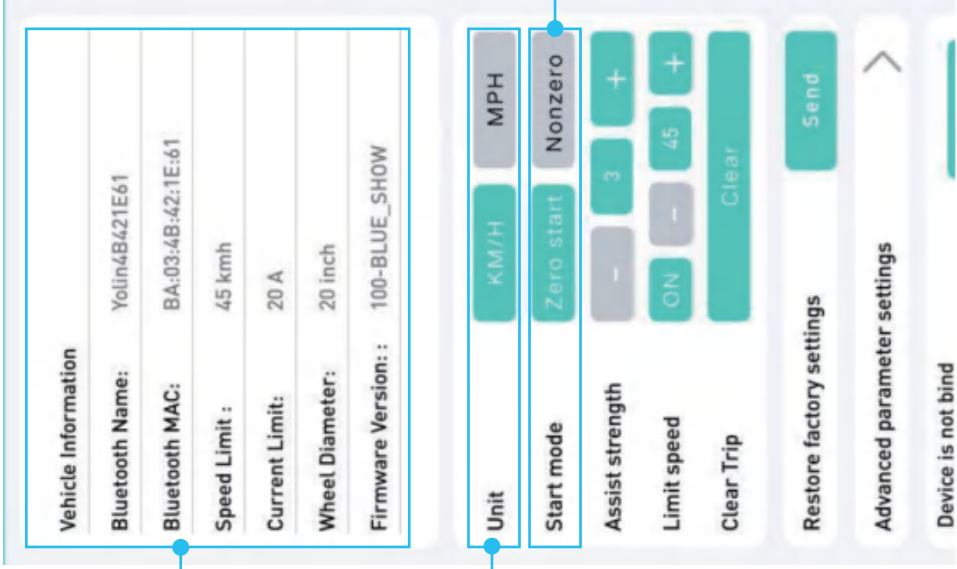 Vehicle Information
Bluetooth Name: Yolin4B421E61
Bluetooth MAC: BA:03:4B:42:1E:61
Speed Limit : 45 kmh
Current Limit: 20 A
Wheel Diameter: 20 inch
Firmware Version: : 100-BLUE_SHOW
Unit KM/H MPH
Start mode Zero start Nonzero
Assist strength - 3 +
Limit speed ON - 45 +
Clear Trip Clear
Restore factory settings Send
Advanced parameter settings
Device is not bind